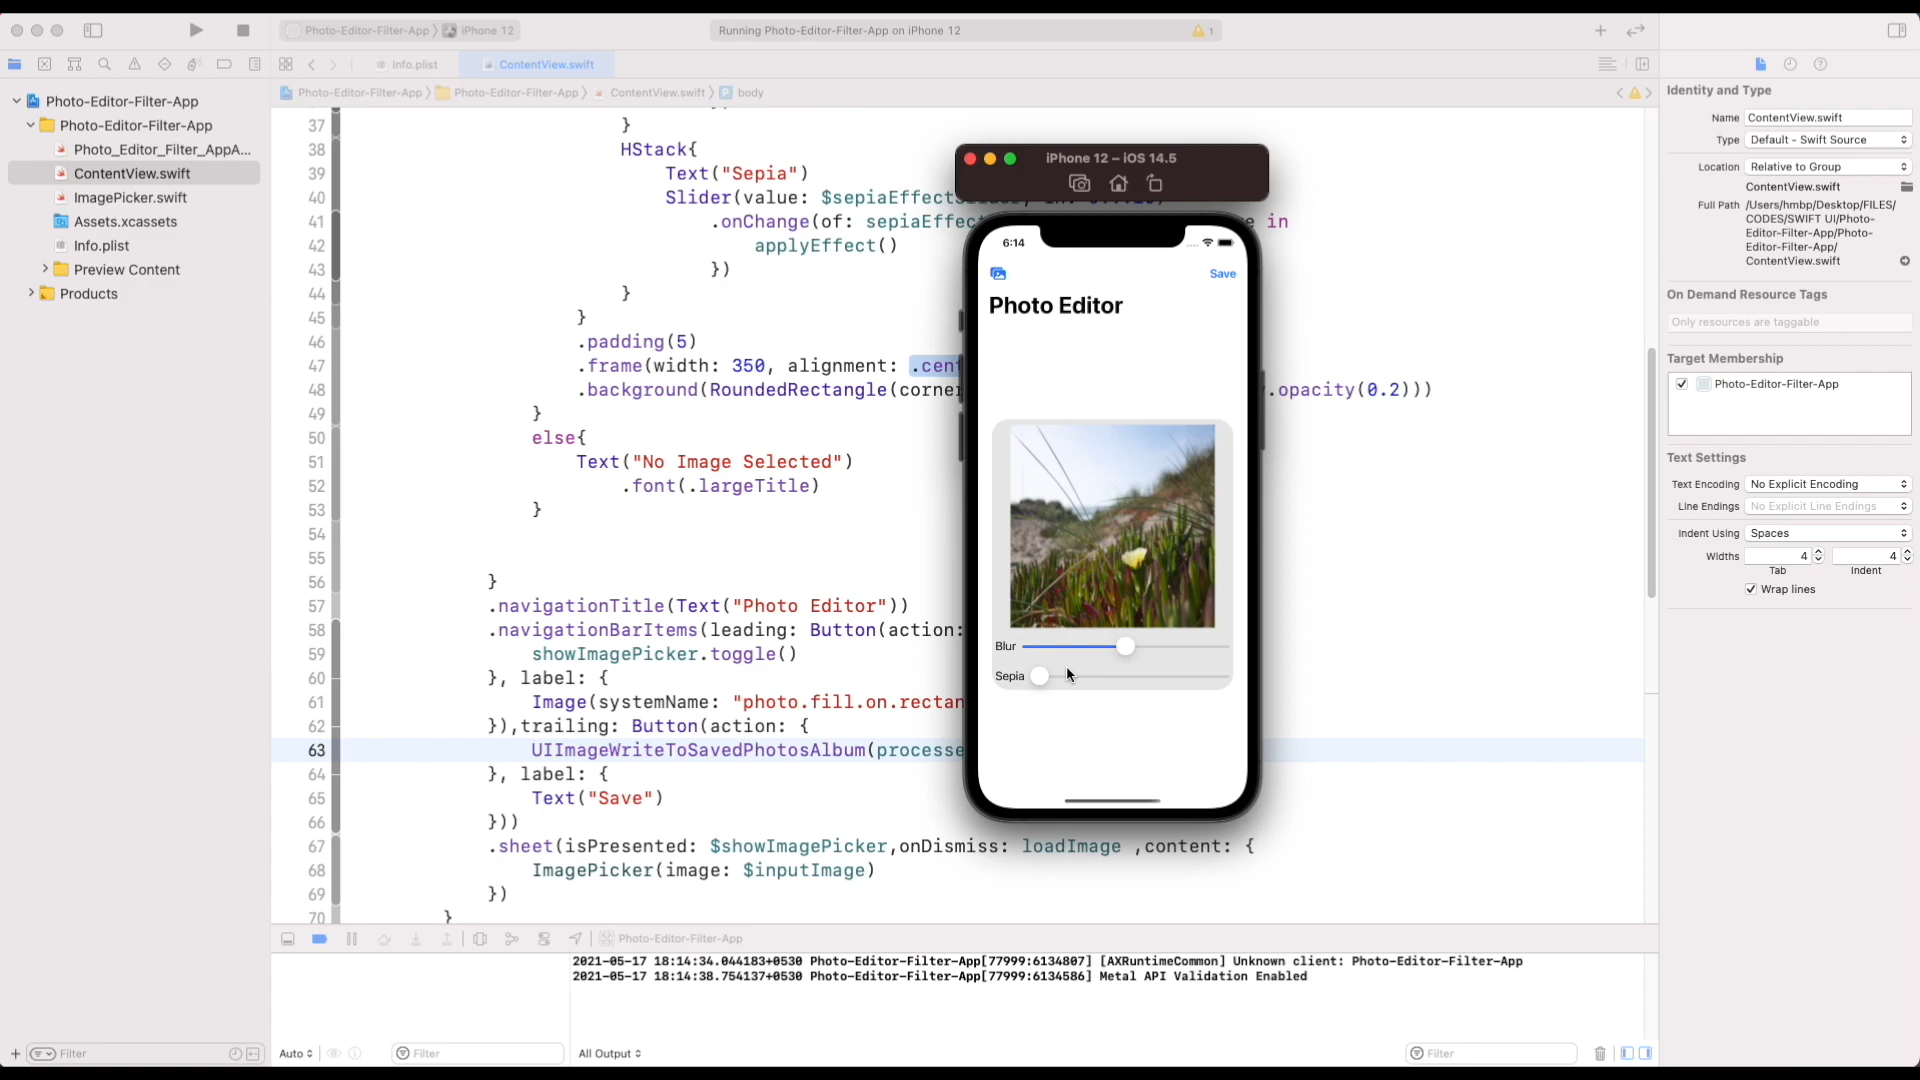 Photo-Editor-Filter-App
iPhone 12
Running Photo-Editor-Filter-App on iPhone 12
1
Info.plist
ContentView.swift
Photo-Editor-Filter-App
Photo-Editor-Filter-App
ContentView.swift
body
Photo-Editor-Filter-App
Photo-Editor-Filter-App
Photo_Editor_Filter_AppA...
ContentView.swift
ImagePicker.swift
Assets.xcassets
Info.plist
Preview Content
Products
Filter
37 }
38 HStack{
39 Text("Sepia")
40 Slider(value: $sepiaEffect
41 .onChange(of: sepiaEffec in
42 applyEffect()
43 })
44 }
45 }
46 .padding(5)
47 .frame(width: 350, alignment: .cent
48 .background(RoundedRectangle(corner .opacity(0.2)))
49 }
50 else{
51 Text("No Image Selected")
52 .font(.largeTitle)
53 }
54
55
56 }
57 .navigationTitle(Text("Photo Editor"))
58 .navigationBarItems(leading: Button(action:
59 showImagePicker.toggle()
60 }, label: {
61 Image(systemName: "photo.fill.on.rectan
62 }),trailing: Button(action: {
63 UIImageWriteToSavedPhotosAlbum(processe
64 }, label: {
65 Text("Save")
66 }))
67 .sheet(isPresented: $showImagePicker,onDismiss: loadImage ,content: {
68 ImagePicker(image: $inputImage)
69 })
70 }
iPhone 12 – iOS 14.5
6:14
Save
Photo Editor
Blur
Sepia
Photo-Editor-Filter-App
2021-05-17 18:14:34.044183+0530 Photo-Editor-Filter-App[77999:6134807] [AXRuntimeCommon] Unknown client: Photo-Editor-Filter-App
2021-05-17 18:14:38.754137+0530 Photo-Editor-Filter-App[77999:6134586] Metal API Validation Enabled
Auto
Filter
All Output
Filter
Identity and Type
Name ContentView.swift
Type Default - Swift Source
Location Relative to Group
ContentView.swift
Full Path /Users/hmbp/Desktop/FILES/
CODES/SWIFT UI/Photo-
Editor-Filter-App/Photo-
Editor-Filter-App/
ContentView.swift
On Demand Resource Tags
Only resources are taggable
Target Membership
Photo-Editor-Filter-App
Text Settings
Text Encoding No Explicit Encoding
Line Endings No Explicit Line Endings
Indent Using Spaces
Widths 4 4
Tab Indent
Wrap lines